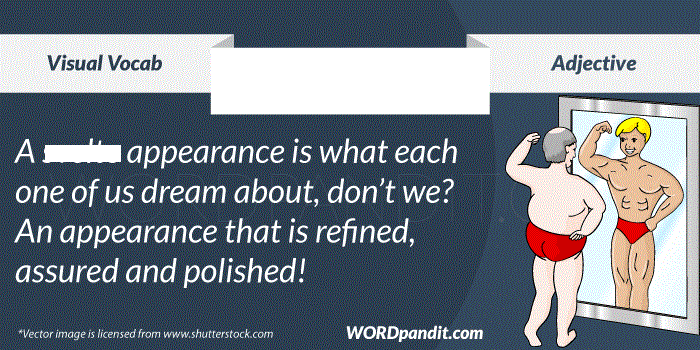 Visual Vocab
Adjective
A appearance is what each
one of us dream about, don't we?
An appearance that is refined,
assured and polished!
*Vector image is licensed from www.shutterstock.com
WORDpandit.com